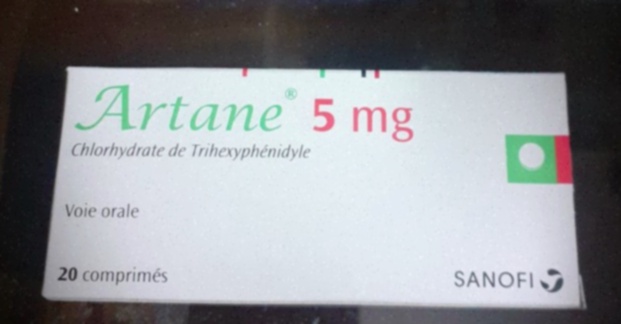 Artane® 5 mg
Chlorhydrate de Trihexyphénidyle
Voie orale
20 comprimés
SANOFI